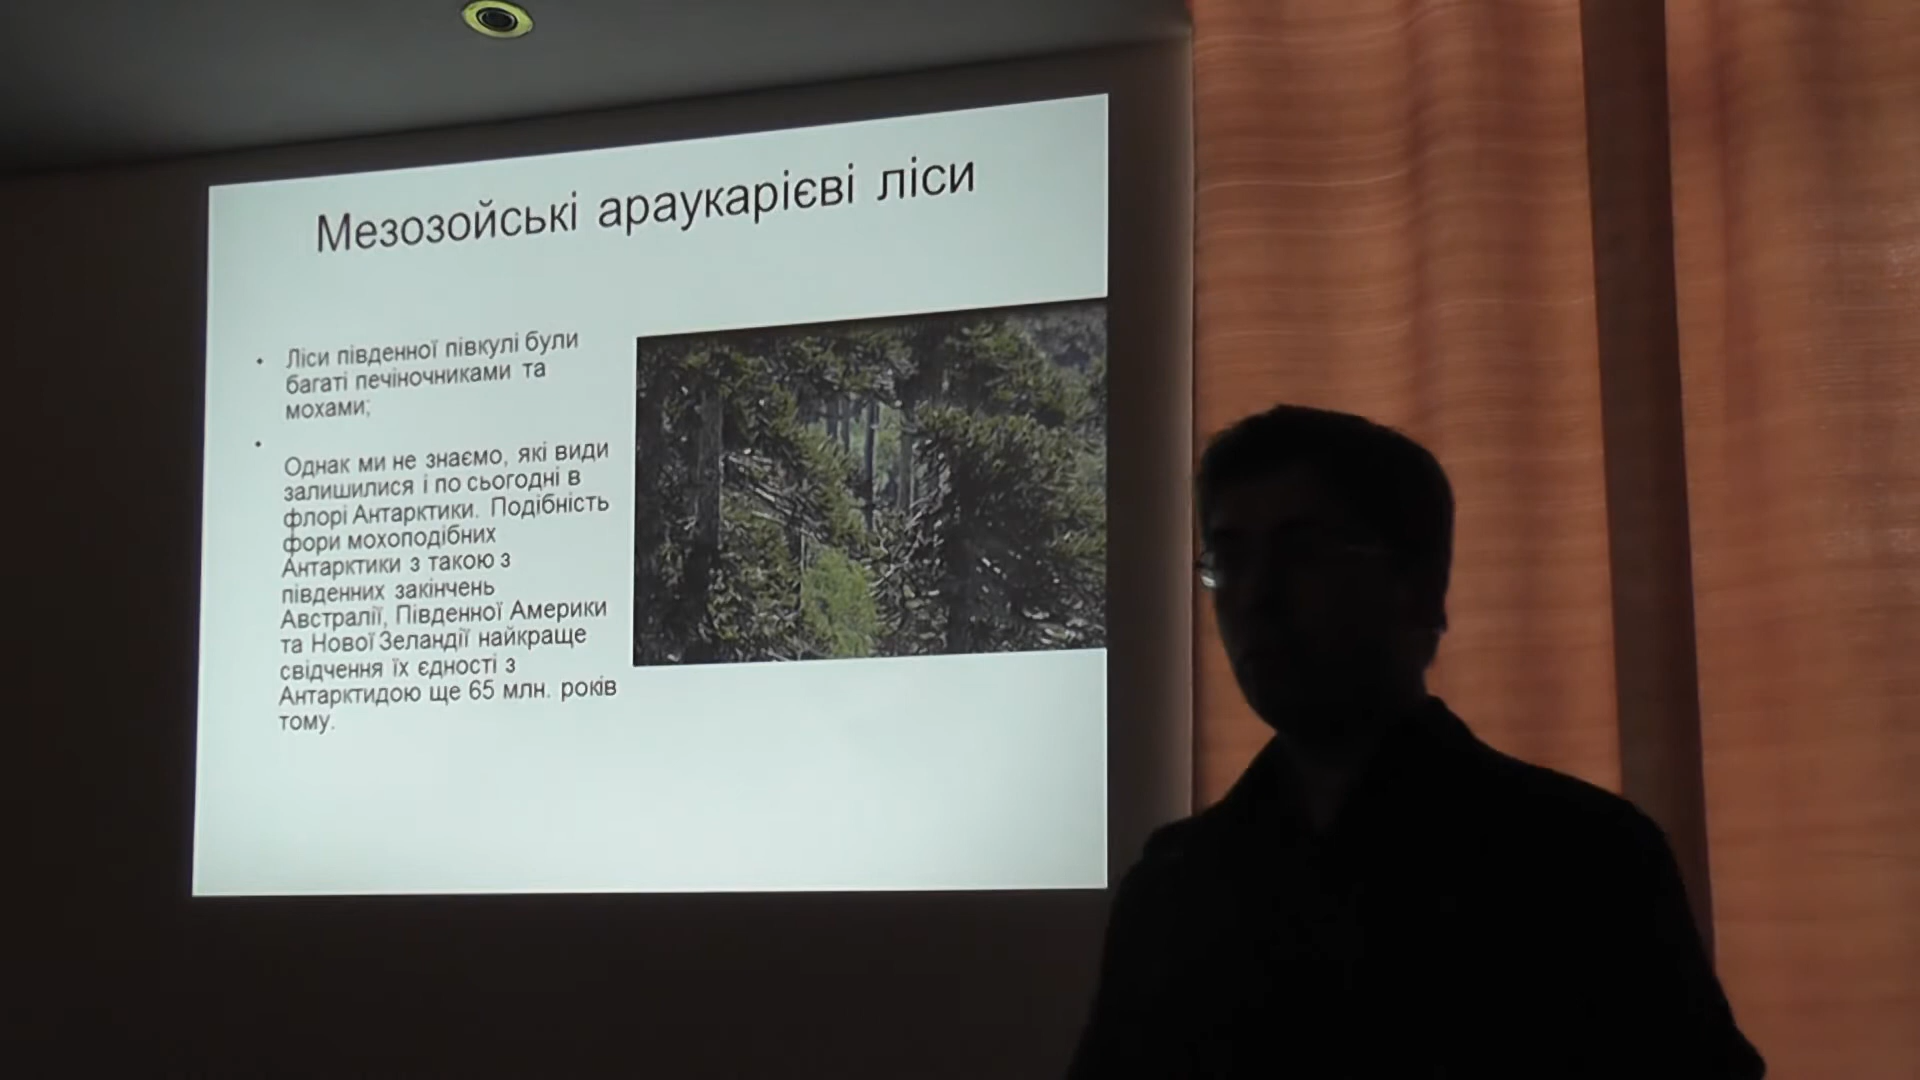 Мезозойські араукарієві ліси
• Ліси південної півкулі були
багаті печіночниками та
мохами;
•
Однак ми не знаємо, які види
залишилися і по сьогодні в
флорі Антарктики. Подібність
фори мохоподібних
Антарктики з такою з
південних закінчень
Австралії, Південної Америки
та Нової Зеландії найкраще
свідчення їх єдності з
Антарктидою ще 65 млн. років
тому.